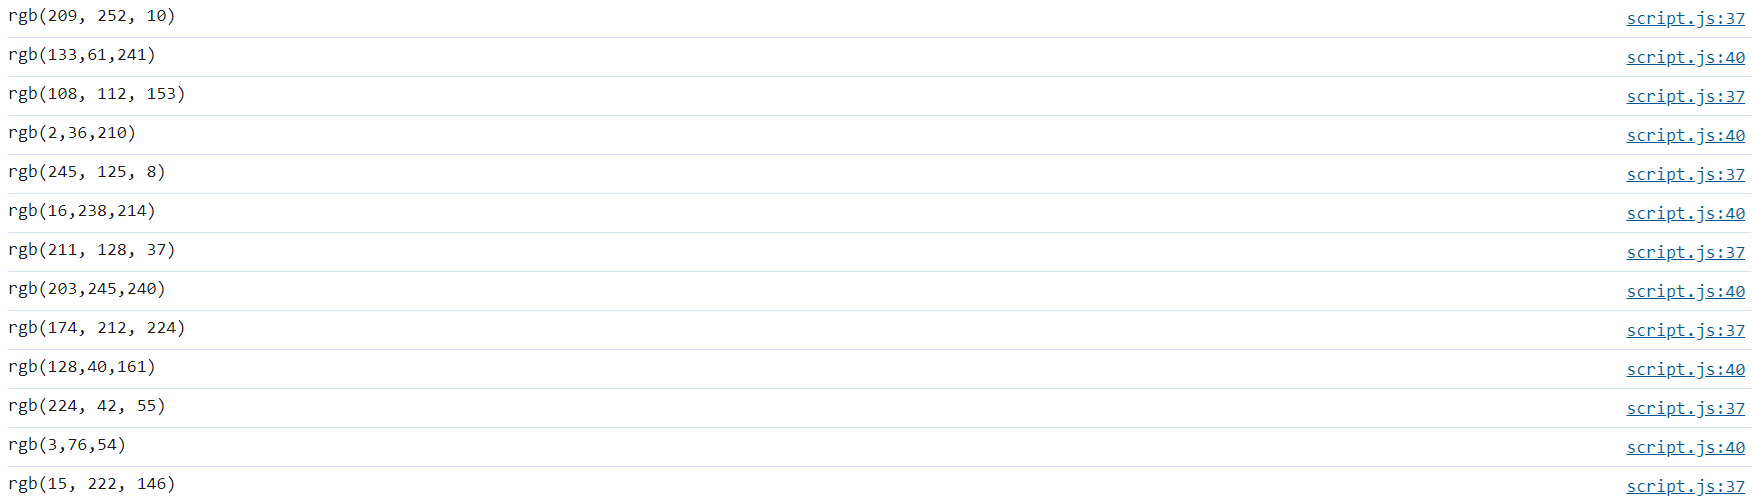 rgb(209, 252, 10) script.js:37
rgb(133,61,241) script.js:40
rgb(108, 112, 153) script.js:37
rgb(2,36,210) script.js:40
rgb(245, 125, 8) script.js:37
rgb(16,238,214) script.js:40
rgb(211, 128, 37) script.js:37
rgb(203,245,240) script.js:40
rgb(174, 212, 224) script.js:37
rgb(128,40,161) script.js:40
rgb(224, 42, 55) script.js:37
rgb(3,76,54) script.js:40
rgb(15, 222, 146) script.js:37